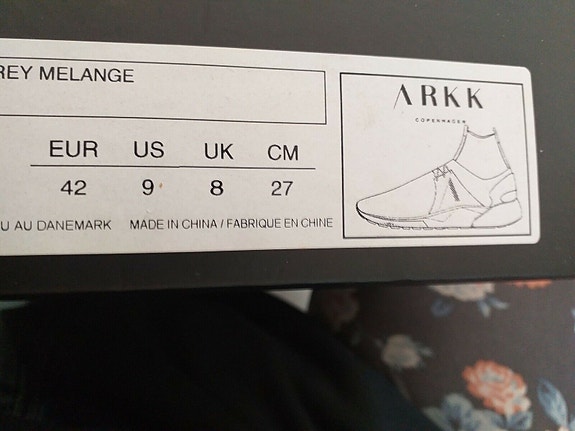 REY MELANGE
ARKK
COPENHAGEN
EUR US UK CM
42 9 8 27
U AU DANEMARK MADE IN CHINA / FABRIQUE EN CHINE